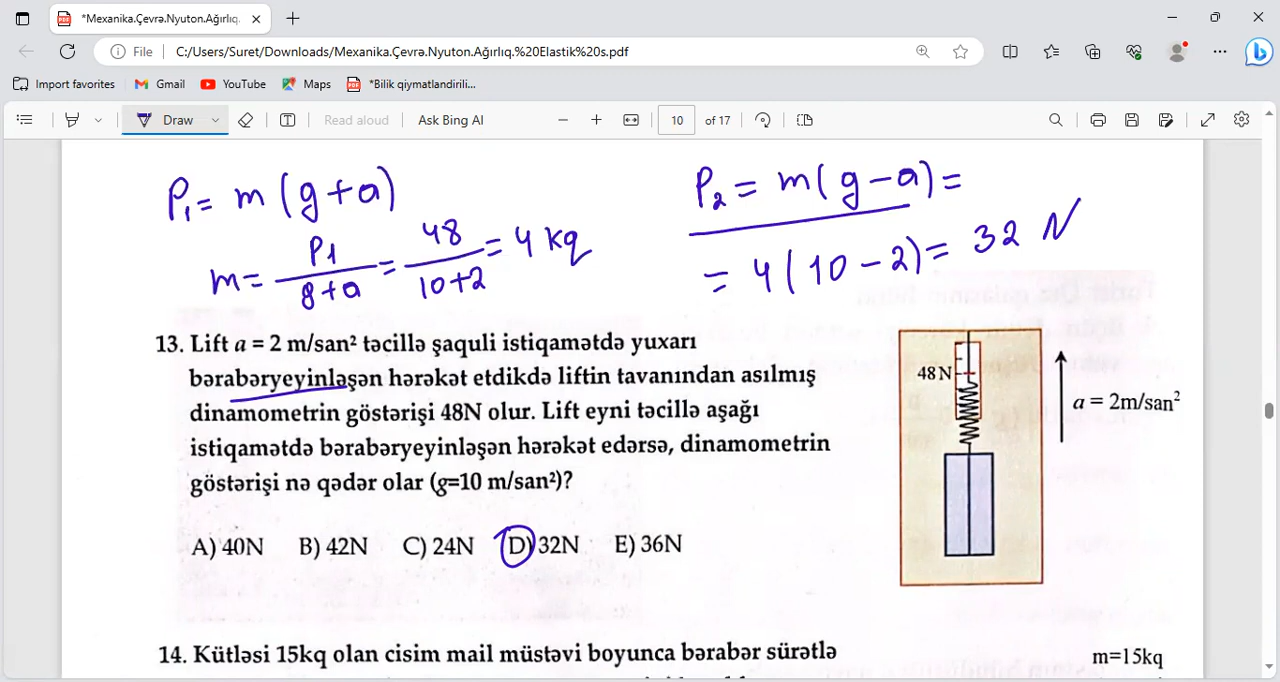 *Mexanika.Çevrə.Nyuton.Ağırlıq.
File C:/Users/Suret/Downloads/Mexanika.Çevrə.Nyuton.Ağırlıq.%20Elastik%20s.pdf
Import favorites Gmail YouTube Maps *Bilik qiymatlandirili...
Draw Read aloud Ask Bing AI 10 of 17
P₁ = m(g+a)
m = P1/(g+a) = 48/(10+2) = 4 kq
P₂ = m(g-a) =
= 4(10-2) = 32 N
13. Lift a = 2 m/san² təcillə şaquli istiqamətdə yuxarı
bərabəryeyinləşən hərəkət etdikdə liftin tavanından asılmış
dinamometrin göstərişi 48N olur. Lift eyni təcillə aşağı
istiqamətdə bərabəryeyinləşən hərəkət edərsə, dinamometrin
göstərişi nə qədər olar (g=10 m/san²)?
A) 40N B) 42N C) 24N D) 32N E) 36N
48N
a = 2m/san²
14. Kütləsi 15kq olan cisim mail müstəvi boyunca bərabər sürətlə
m=15kq